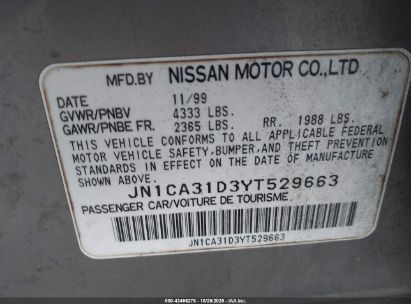 MFD.BY NISSAN MOTOR CO.,LTD
DATE 11/99
GVWR/PNBV 4333 LBS.
GAWR/PNBE FR. 2365 LBS. RR. 1988 LBS.
THIS VEHICLE CONFORMS TO ALL APPLICABLE FEDERAL
MOTOR VEHICLE SAFETY, BUMPER, AND THEFT PREVENTION
STANDARDS IN EFFECT ON THE DATE OF MANUFACTURE
SHOWN ABOVE.
JN1CA31D3YT529663
PASSENGER CAR/VOITURE DE TOURISME
JN1CA31D3YT529663